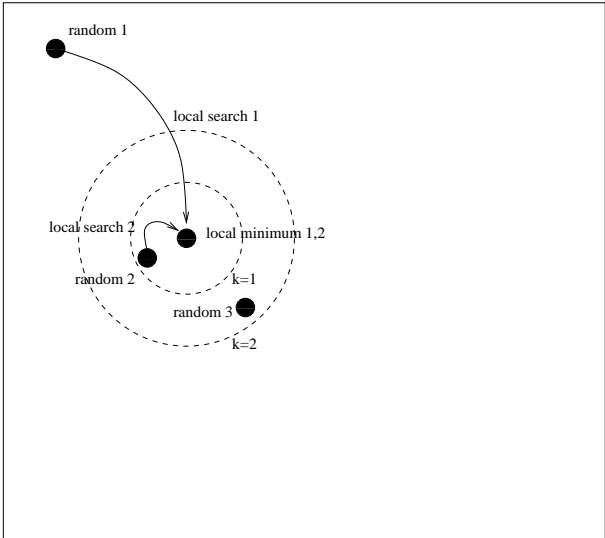 random 1
local search 1
local search 2
local minimum 1,2
random 2
k=1
random 3
k=2